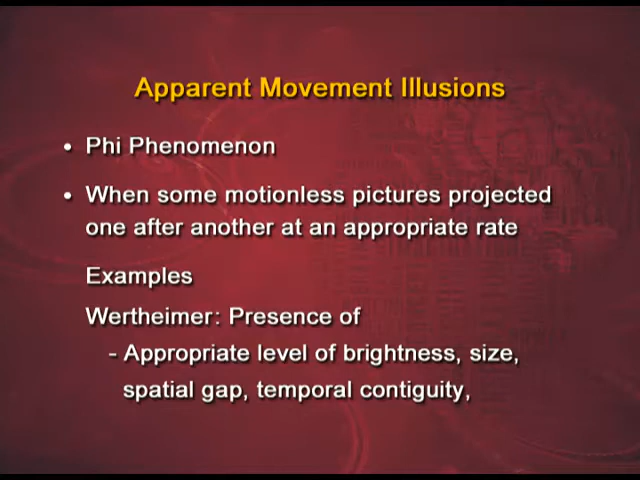 Apparent Movement Illusions
• Phi Phenomenon
• When some motionless pictures projected
one after another at an appropriate rate
Examples
Wertheimer: Presence of
- Appropriate level of brightness, size,
spatial gap, temporal contiguity,